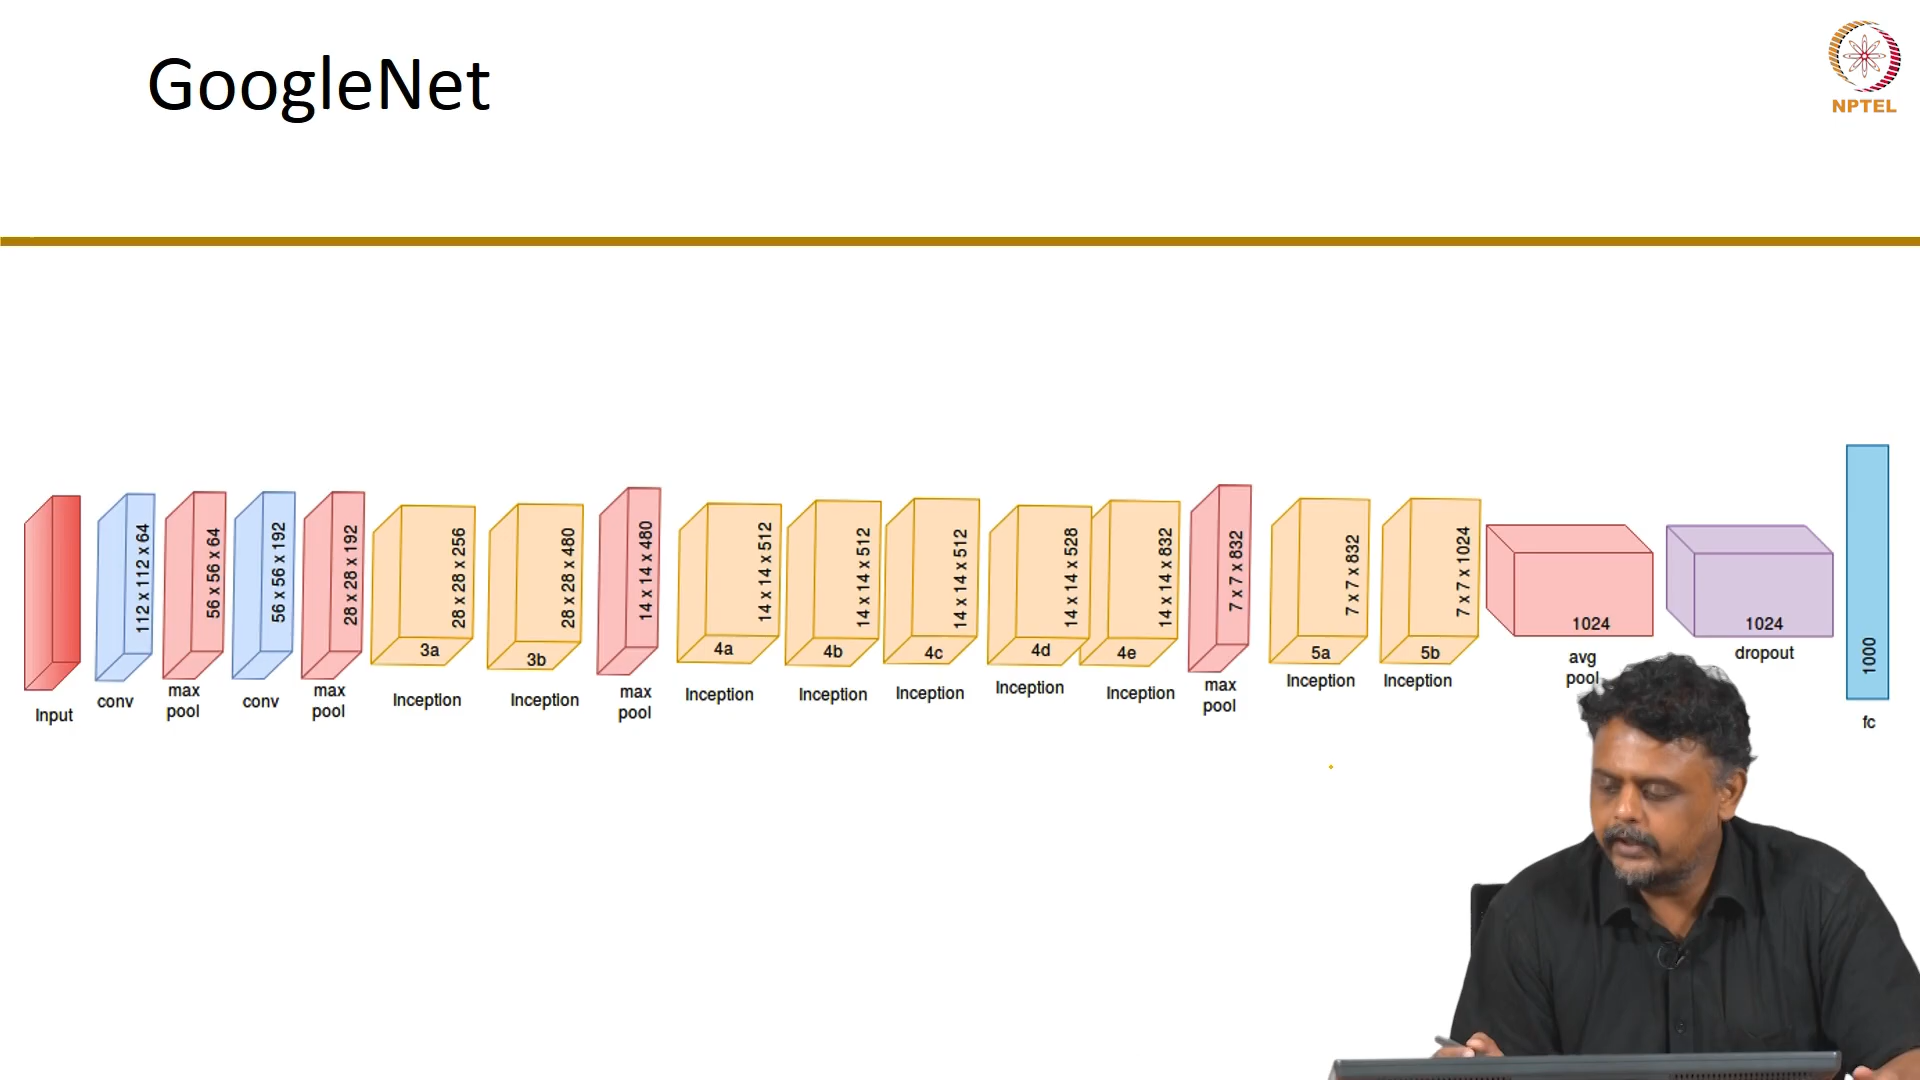 GoogleNet
NPTEL
Input
conv
112 x 112 x 64
max
pool
56 x 56 x 64
conv
56 x 56 x 192
max
pool
28 x 28 x 192
Inception
3a
28 x 28 x 256
Inception
3b
28 x 28 x 480
max
pool
14 x 14 x 480
Inception
4a
14 x 14 x 512
Inception
4b
14 x 14 x 512
Inception
4c
14 x 14 x 512
Inception
4d
14 x 14 x 528
Inception
4e
14 x 14 x 832
max
pool
7 x 7 x 832
Inception
5a
7 x 7 x 832
Inception
5b
7 x 7 x 1024
1024
avg
pool
1024
dropout
1000
fc